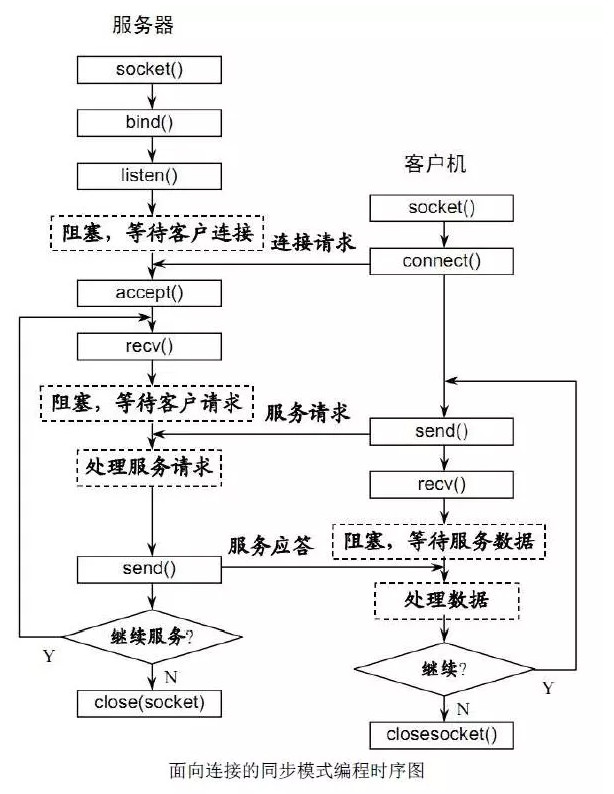 服务器
socket()
bind()
listen()
阻塞，等待客户连接
accept()
recv()
阻塞，等待客户请求
处理服务请求
send()
继续服务?
Y
N
close(socket)
连接请求
服务请求
服务应答
客户机
socket()
connect()
send()
recv()
阻塞，等待服务数据
处理数据
继续?
Y
N
closesocket()
面向连接的同步模式编程时序图